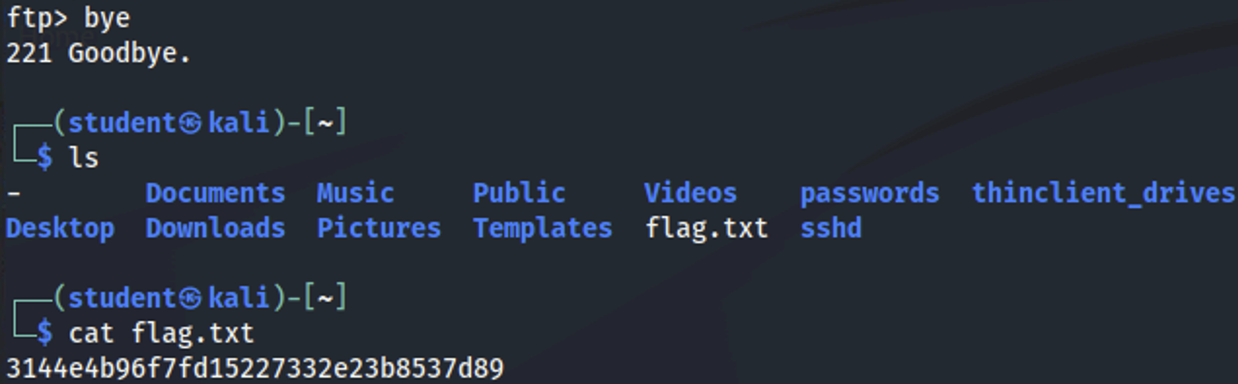 ftp> bye
221 Goodbye.
┌──(student㉿kali)-[~]
└─$ ls
-        Documents  Music     Public     Videos    passwords  thinclient_drives
Desktop  Downloads  Pictures  Templates  flag.txt  sshd
┌──(student㉿kali)-[~]
└─$ cat flag.txt
3144e4b96f7fd15227332e23b8537d89